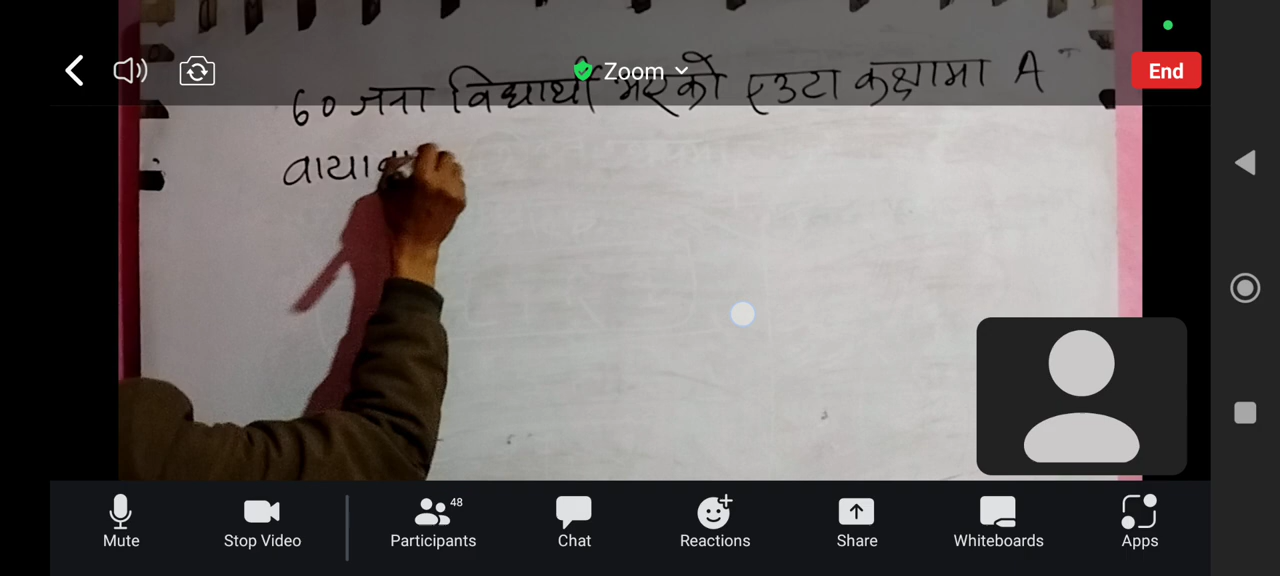 Zoom
End
60 जना विद्यार्थी भएको एउटा कक्षामा A
48
Mute
Stop Video
Participants
Chat
Reactions
Share
Whiteboards
Apps